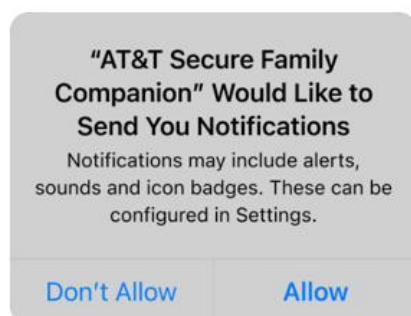 “AT&T Secure Family
Companion” Would Like to
Send You Notifications
Notifications may include alerts,
sounds and icon badges. These can be
configured in Settings.
Don’t Allow
Allow